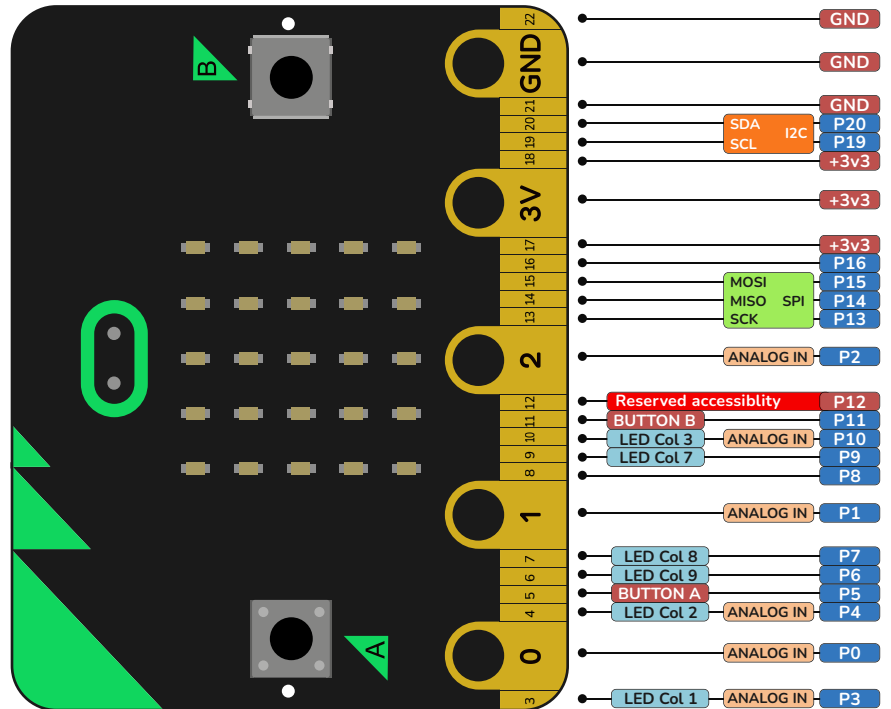 22 GND
GND GND
21 GND
20 SDA I2C P20
19 SCL P19
18 +3v3
3V +3v3
17 +3v3
16 P16
15 MOSI P15
14 MISO SPI P14
13 SCK P13
2 ANALOG IN P2
12 Reserved accessiblity P12
11 BUTTON B P11
10 LED Col 3 ANALOG IN P10
9 LED Col 7 P9
8 P8
1 ANALOG IN P1
7 LED Col 8 P7
6 LED Col 9 P6
5 BUTTON A P5
4 LED Col 2 ANALOG IN P4
0 ANALOG IN P0
3 LED Col 1 ANALOG IN P3
B
A